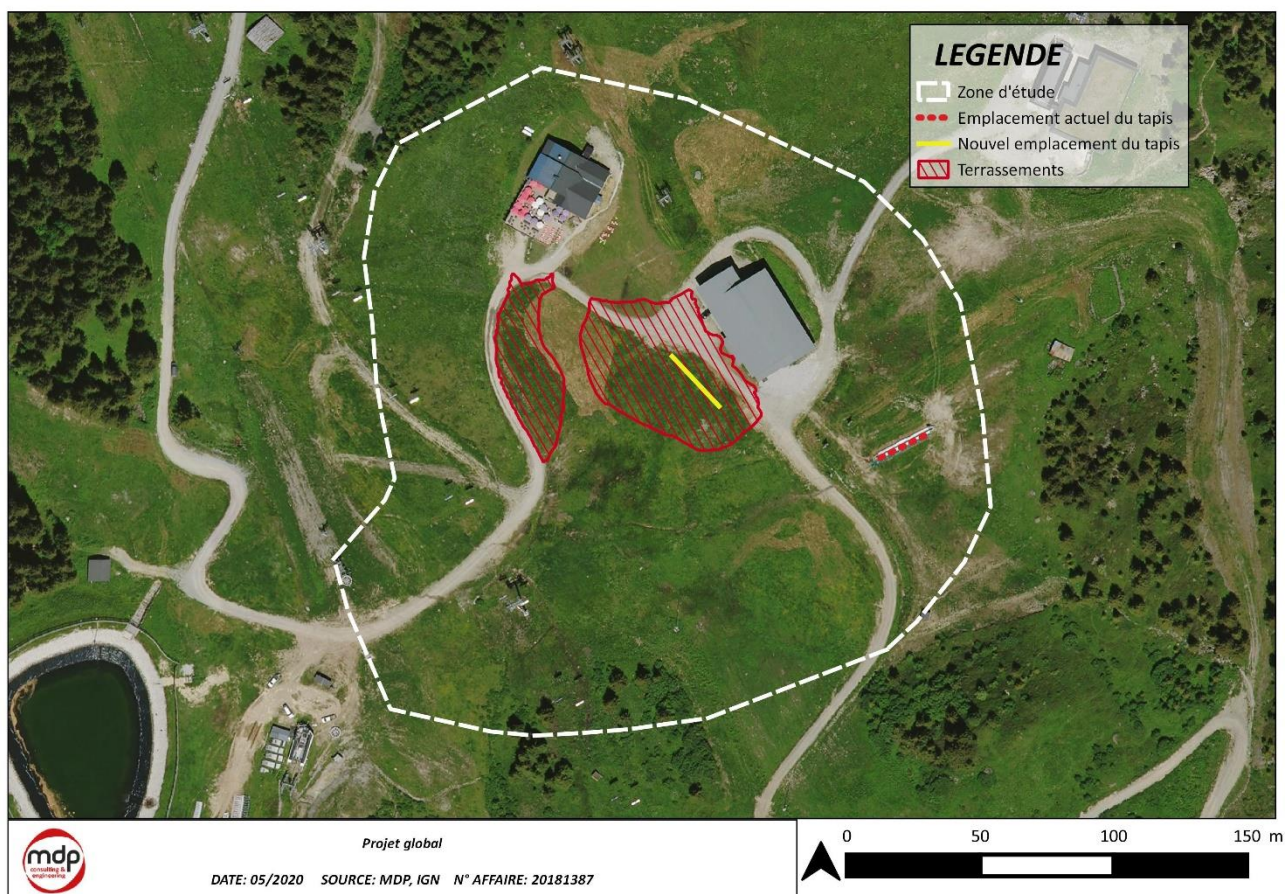 LEGENDE
Zone d'étude
Emplacement actuel du tapis
Nouvel emplacement du tapis
Terrassements
mdp
consulting &
engineering
Projet global
DATE: 05/2020 SOURCE: MDP, IGN N° AFFAIRE: 20181387
0 50 100 150 m